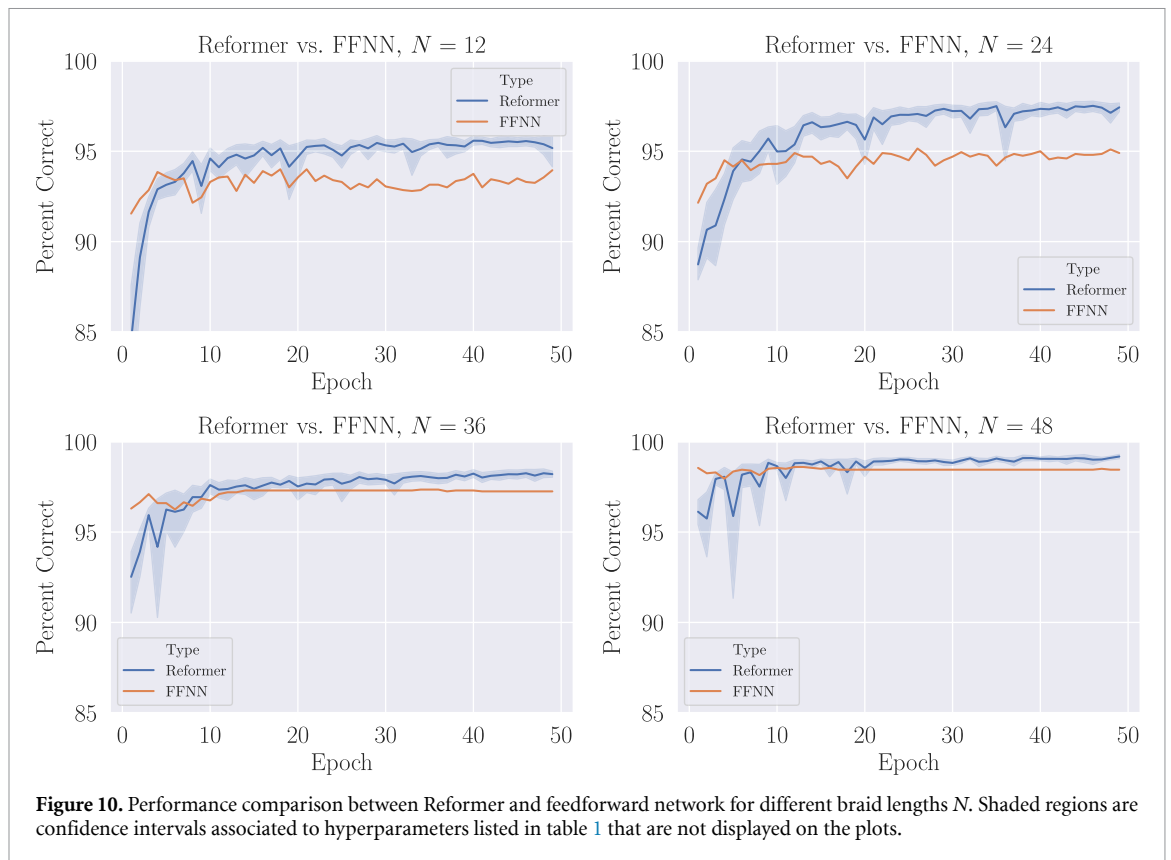 Reformer vs. FFNN, N = 12
Percent Correct
100
95
90
85
Type
Reformer
FFNN
0 10 20 30 40 50
Epoch
Reformer vs. FFNN, N = 24
Percent Correct
100
95
90
85
Type
Reformer
FFNN
0 10 20 30 40 50
Epoch
Reformer vs. FFNN, N = 36
Percent Correct
100
95
90
85
Type
Reformer
FFNN
0 10 20 30 40 50
Epoch
Reformer vs. FFNN, N = 48
Percent Correct
100
95
90
85
Type
Reformer
FFNN
0 10 20 30 40 50
Epoch
Figure 10. Performance comparison between Reformer and feedforward network for different braid lengths N. Shaded regions are
confidence intervals associated to hyperparameters listed in table 1 that are not displayed on the plots.